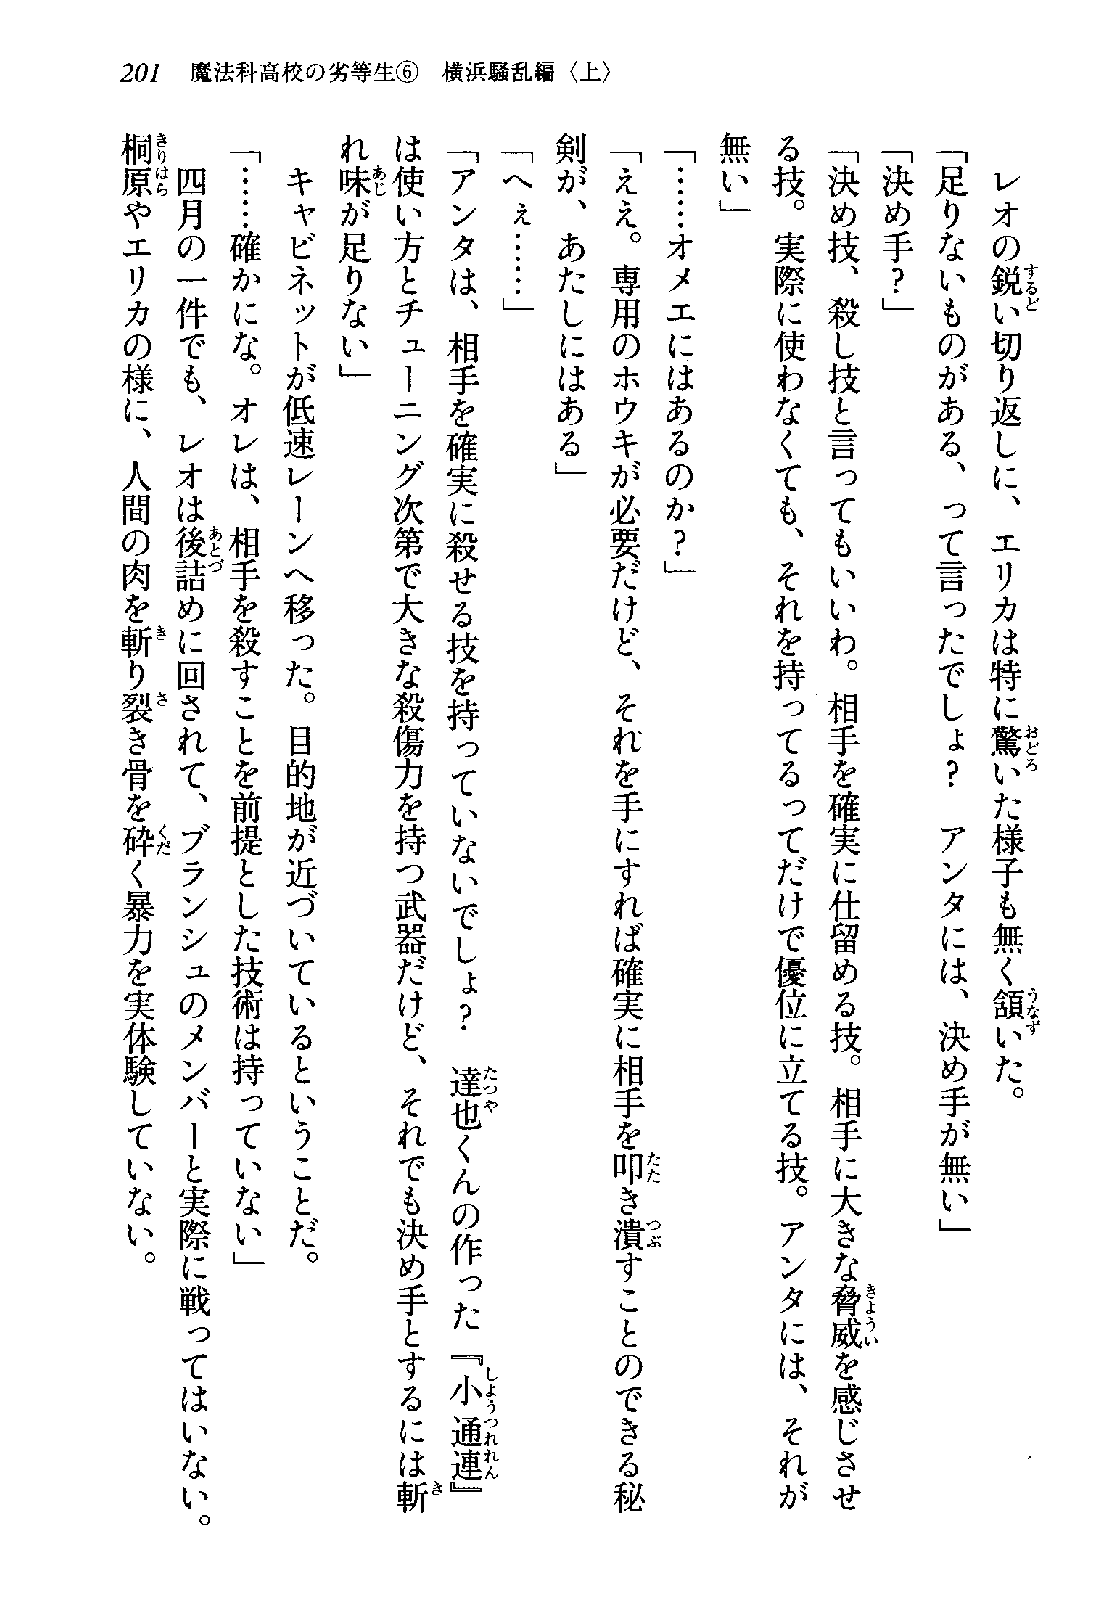 201　魔法科高校の劣等生⑥　横浜騒乱編〈上〉
レオの鋭い切り返しに、エリカは特に驚いた様子も無く頷いた。
「足りないものがある、って言ったでしょ？　アンタには、決め手が無い」
「決め手？」
「決め技、殺し技と言ってもいいわ。相手を確実に仕留める技。相手に大きな脅威を感じさせ
る技。実際に使わなくても、それを持ってるってだけで優位に立てる技。アンタには、それが
無い」
「……オメエにはあるのか？」
「ええ。専用のホウキが必要だけど、それを手にすれば確実に相手を叩き潰すことのできる秘
剣が、あたしにはある」
「へぇ……」
「アンタは、相手を確実に殺せる技を持っていないでしょ？　達也くんの作った『小通連』
は使い方とチューニング次第で大きな殺傷力を持つ武器だけど、それでも決め手とするには斬
れ味が足りない」
キャビネットが低速レーンへ移った。目的地が近づいているということだ。
「……確かにな。オレは、相手を殺すことを前提とした技術は持っていない」
四月の一件でも、レオは後詰めに回されて、ブランシュのメンバーと実際に戦ってはいない。
桐原やエリカの様に、人間の肉を斬り裂き骨を砕く暴力を実体験していない。